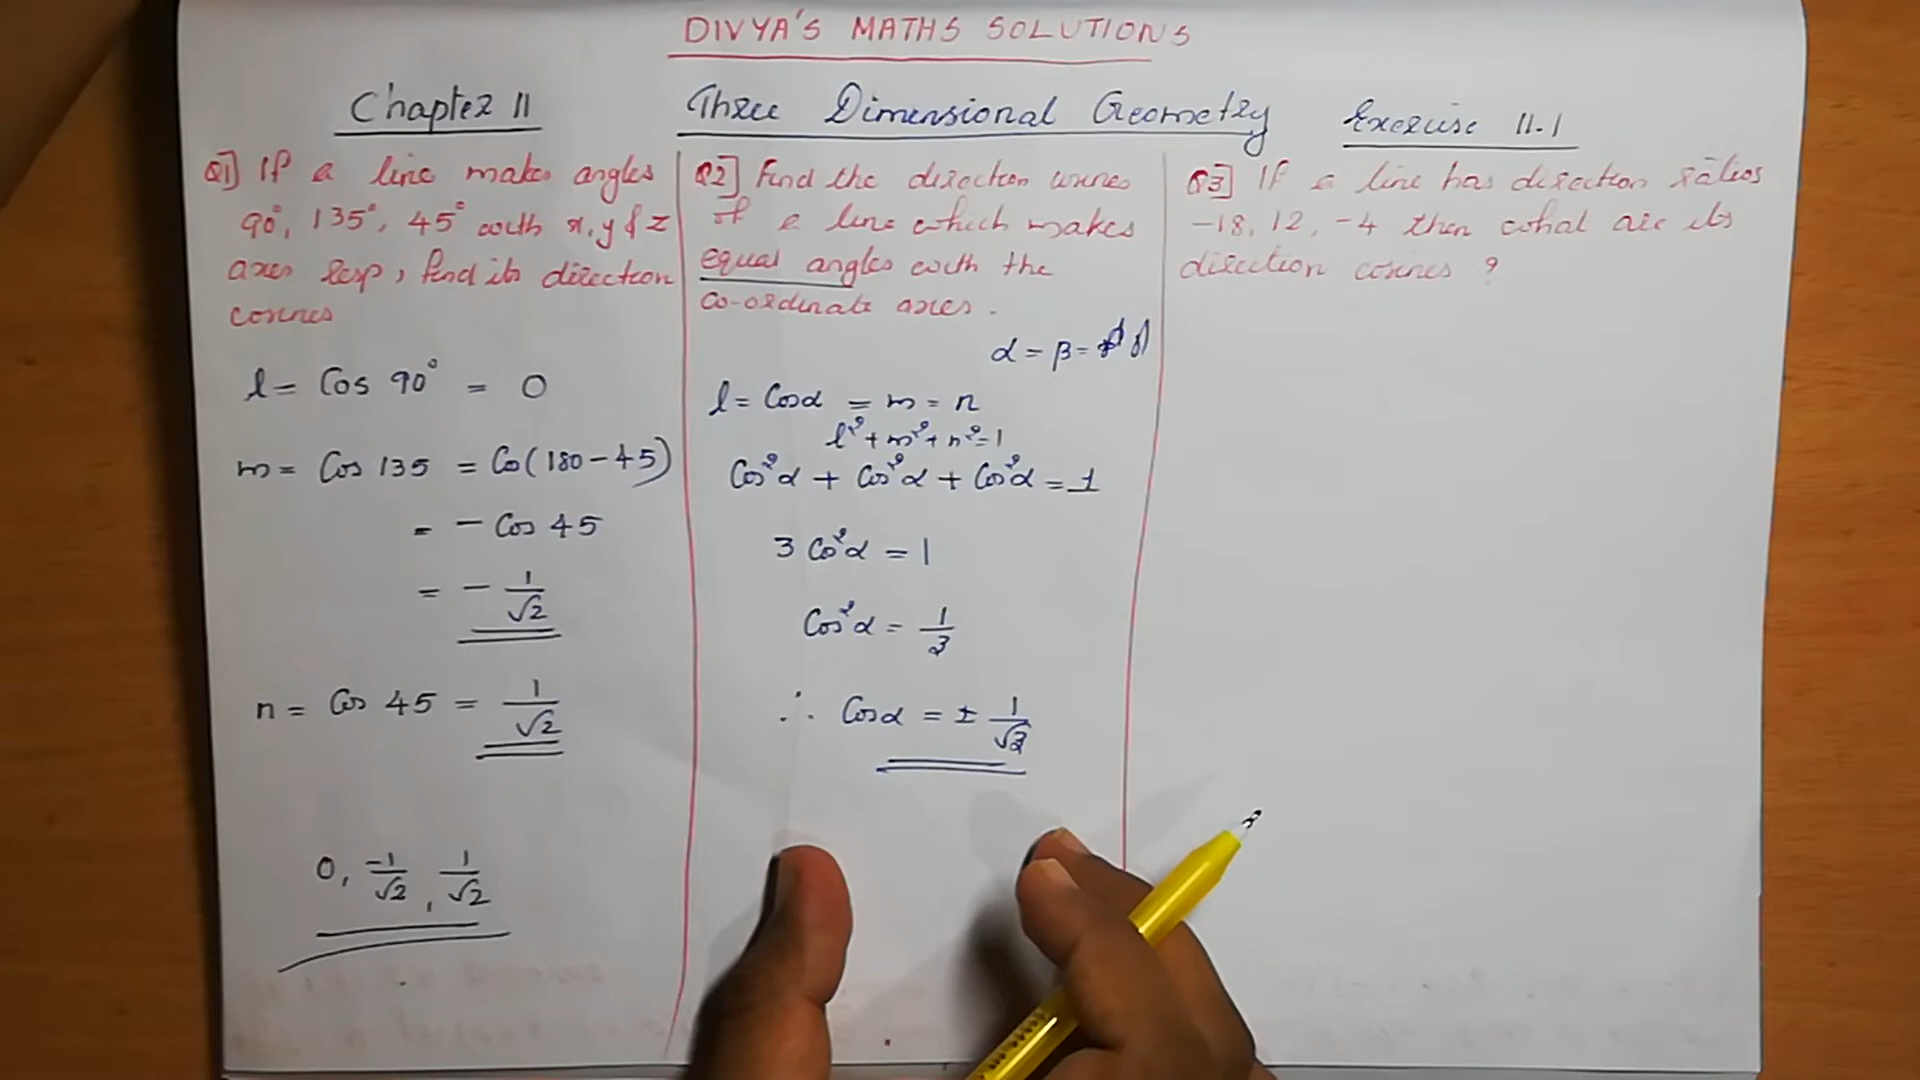 DIVYA'S MATHS SOLUTIONS
Chapter 11
Three Dimensional Geometry
Exercise 11.1
Q1] If a line makes angles
90°, 135°, 45° with x, y & z
axes resp, find its direction
cosines
l = Cos 90° = 0
m = Cos 135 = Co(180-45)
= - Cos 45
= - 1/√2
n = Cos 45 = 1/√2
0, -1/√2, 1/√2
Q2] Find the direction cosines
of a line which makes
equal angles with the
co-ordinate axes.
α = β = γ
l = Cosα = m = n
l² + m² + n² = 1
Cos²α + Cos²α + Cos²α = 1
3 Cos²α = 1
Cos²α = 1/3
∴ Cosα = ± 1/√3
Q3] If a line has direction ratios
-18, 12, -4 then what are its
direction cosines ?